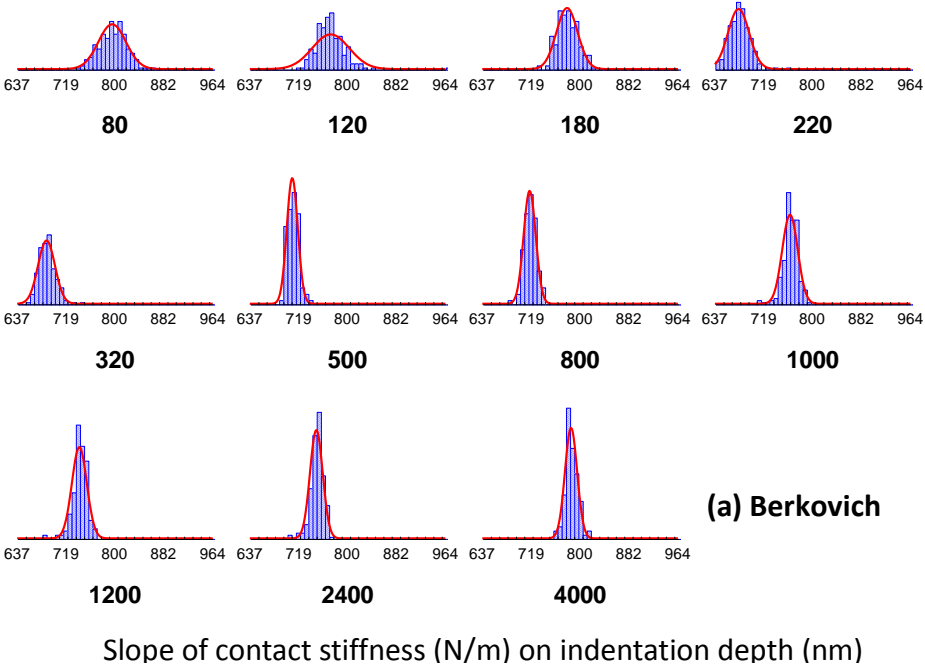 637 719 800 882 964 637 719 800 882 964 637 719 800 882 964 637 719 800 882 964
80 120 180 220
637 719 800 882 964 637 719 800 882 964 637 719 800 882 964 637 719 800 882 964
320 500 800 1000
(a) Berkovich
637 719 800 882 964 637 719 800 882 964 637 719 800 882 964
1200 2400 4000
Slope of contact stiffness (N/m) on indentation depth (nm)